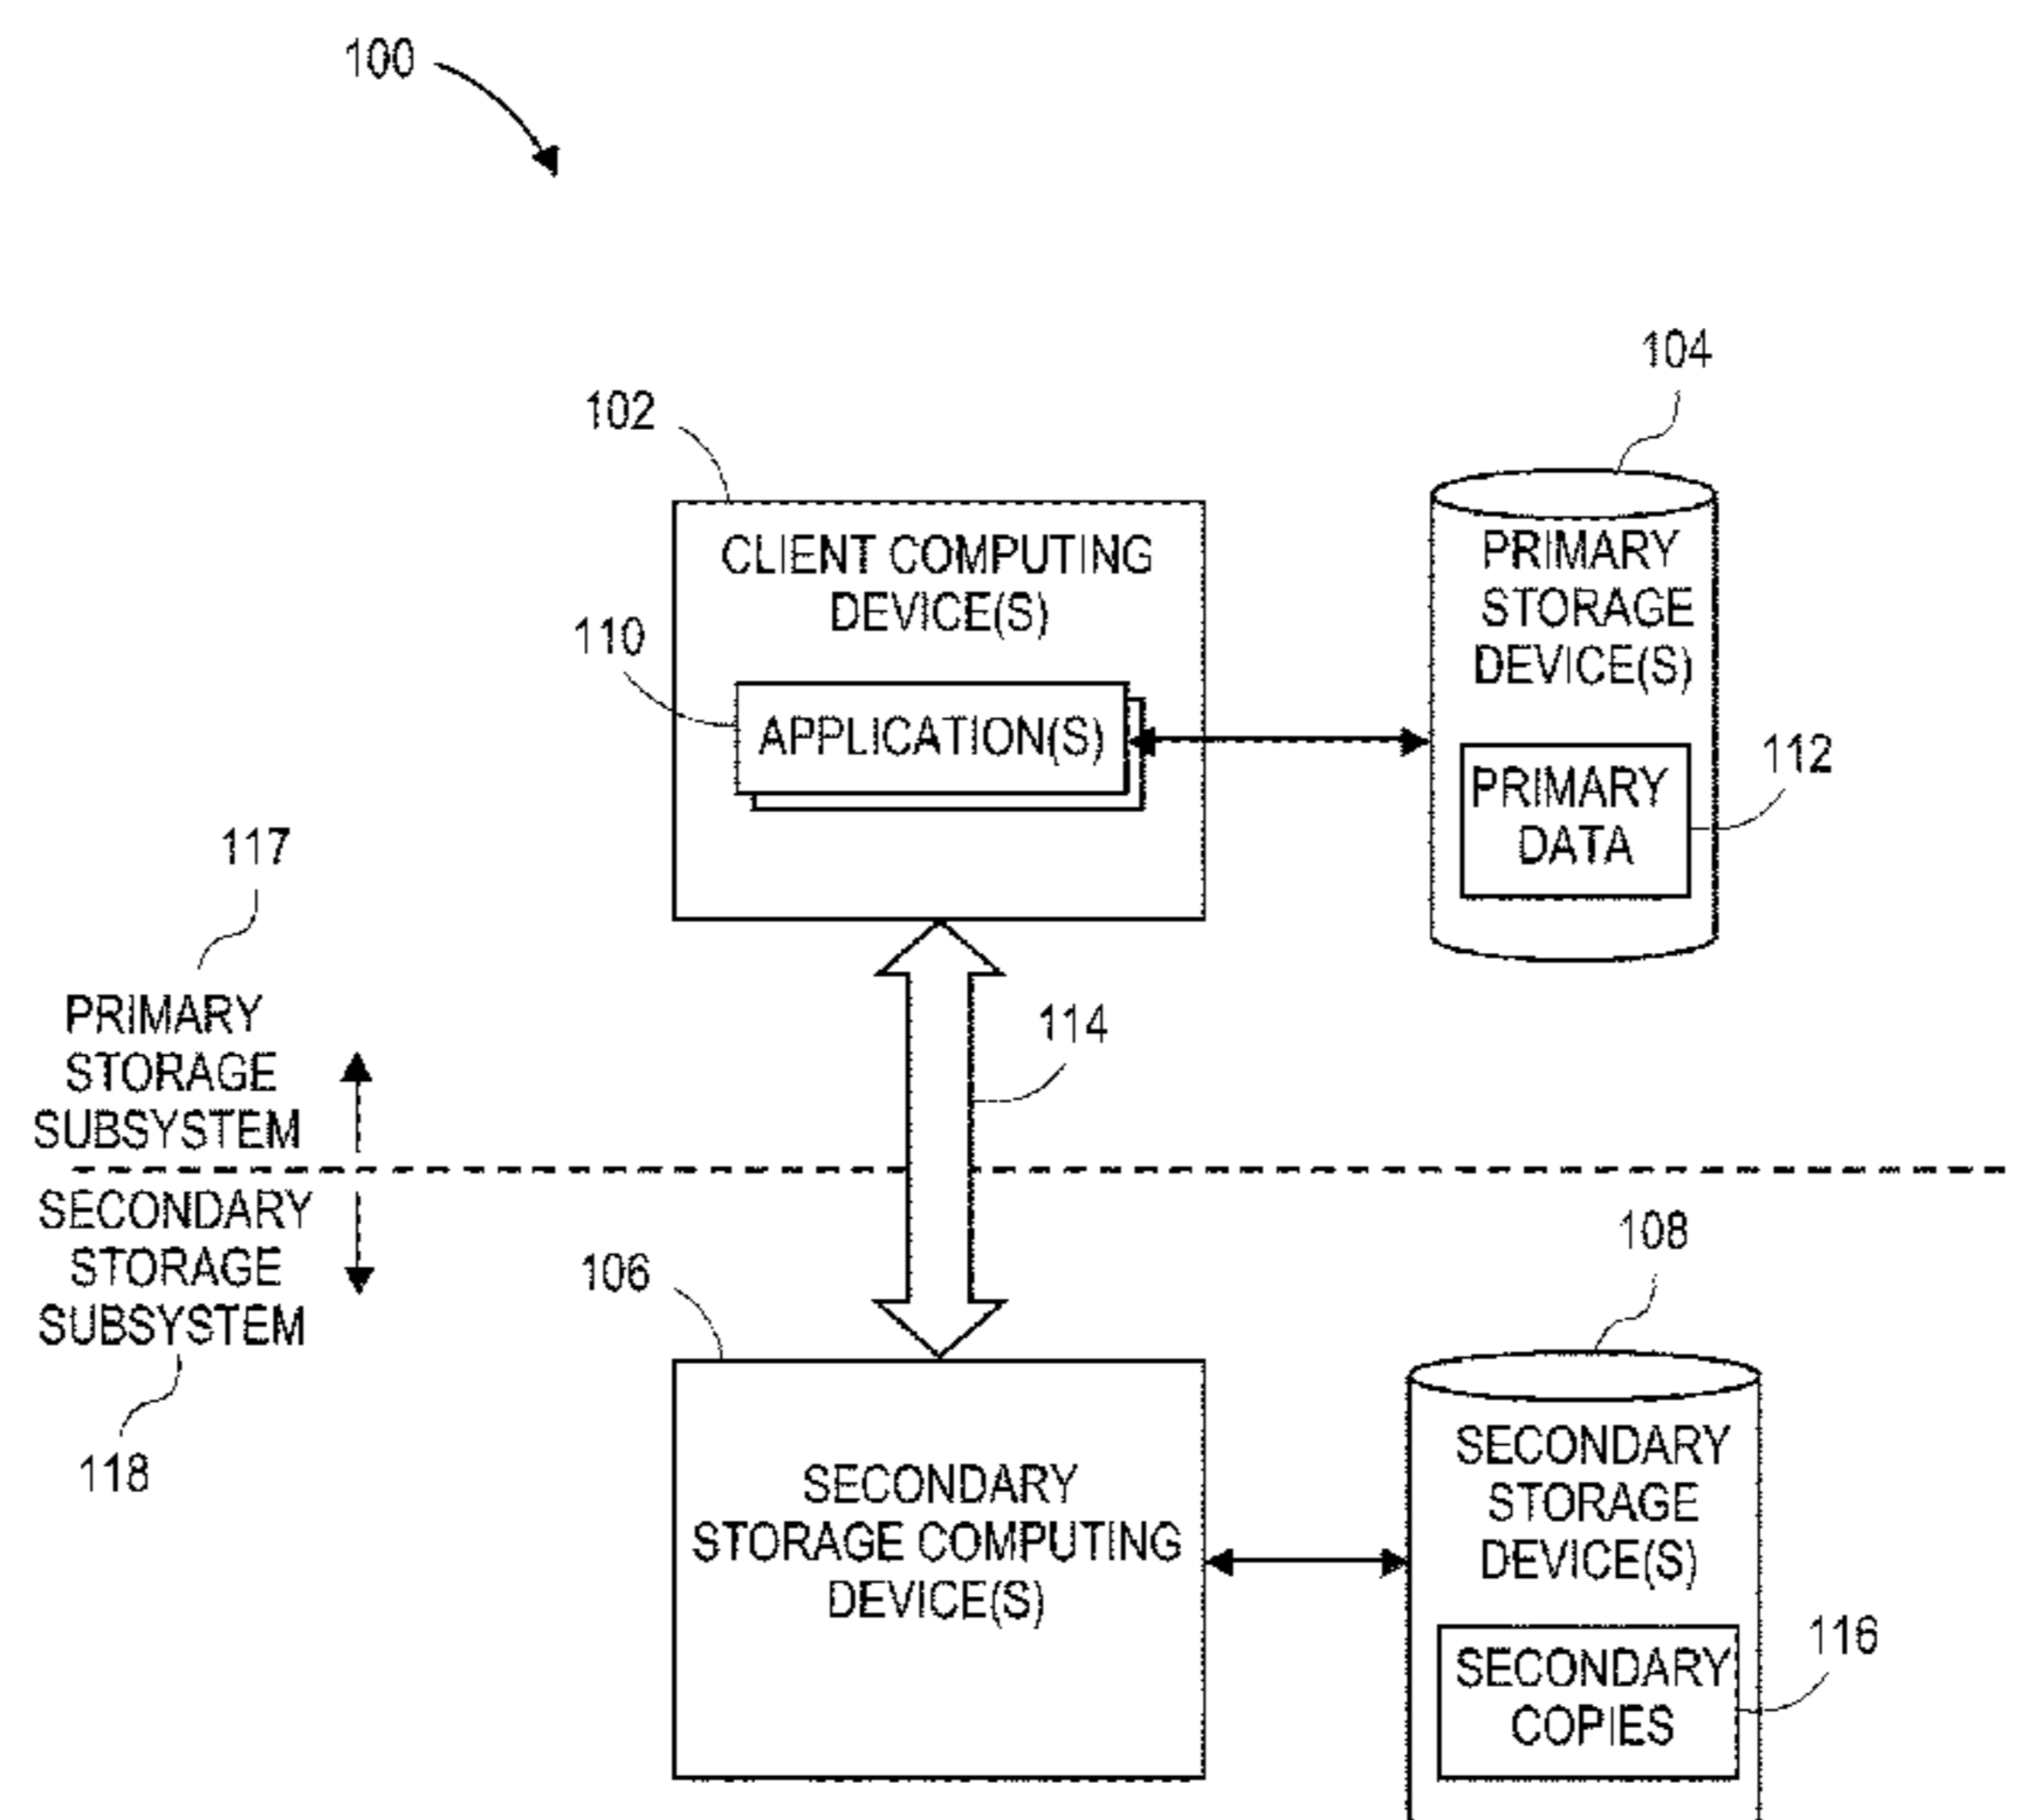 100
104
102
CLIENT COMPUTING
DEVICE(S)
110
APPLICATION(S)
PRIMARY
STORAGE
DEVICE(S)
PRIMARY
DATA
112
117
PRIMARY
STORAGE
SUBSYSTEM
114
SECONDARY
STORAGE
SUBSYSTEM
118
106
108
SECONDARY
STORAGE COMPUTING
DEVICE(S)
SECONDARY
STORAGE
DEVICE(S)
SECONDARY
COPIES
116